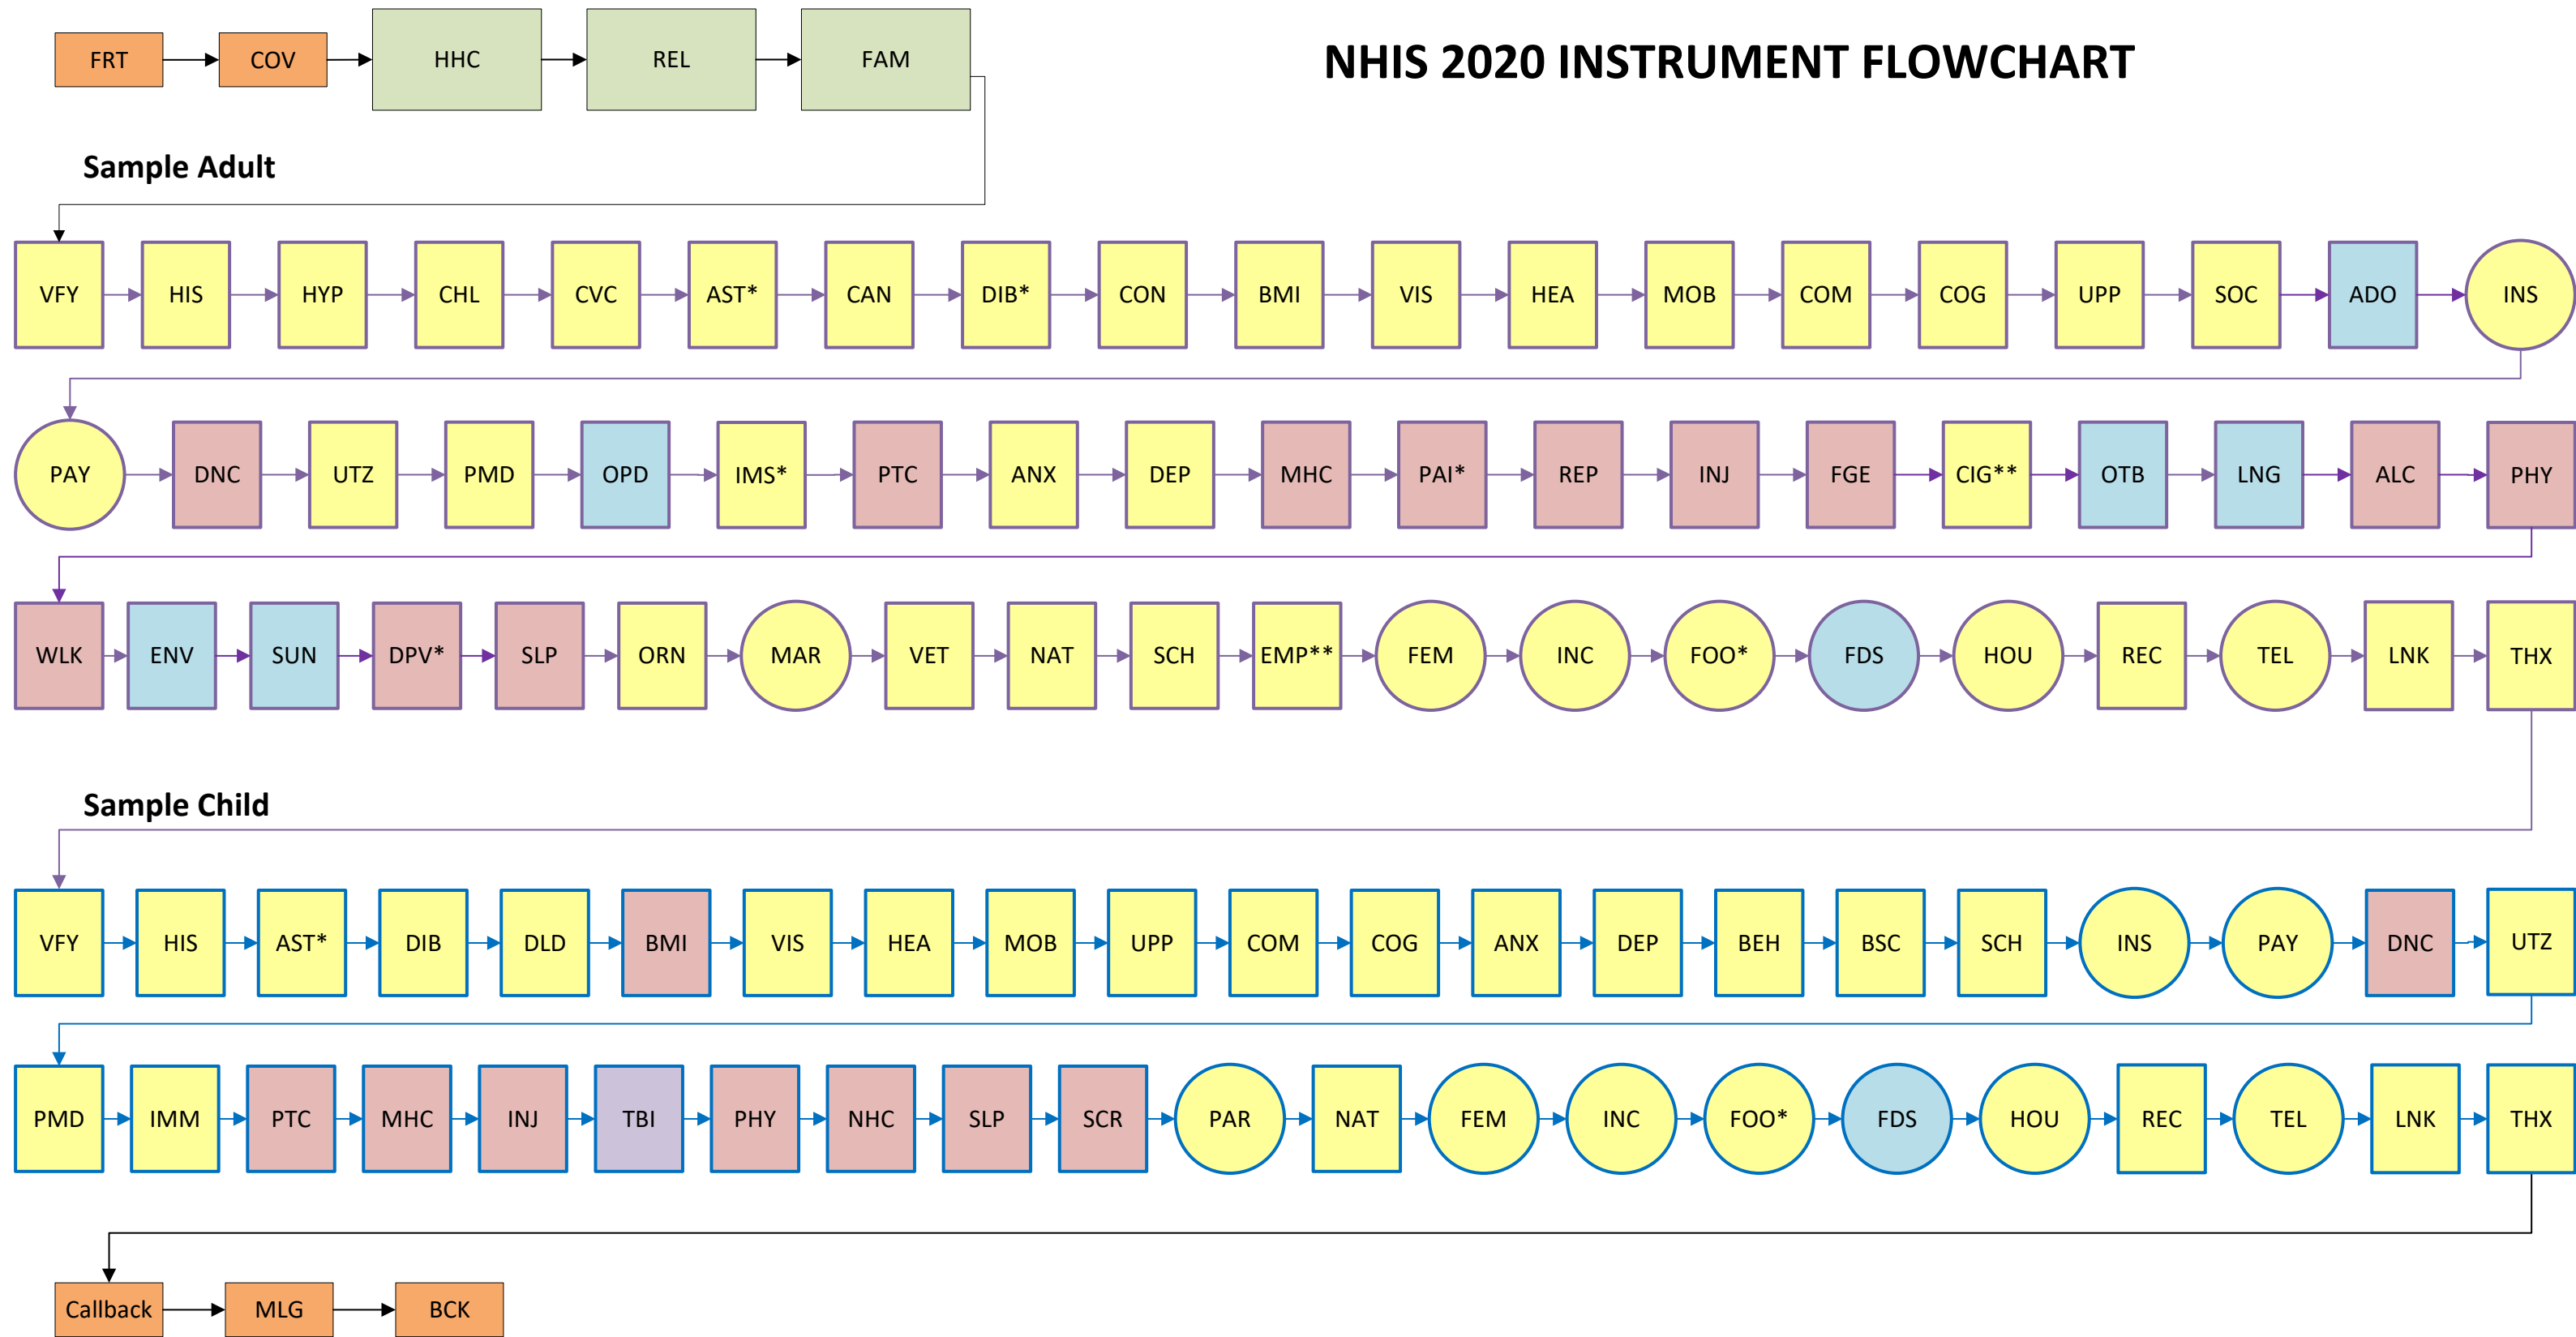 FRT COV HHC REL FAM
NHIS 2020 INSTRUMENT FLOWCHART
Sample Adult
VFY HIS HYP CHL CVC AST* CAN DIB* CON BMI VIS HEA MOB COM COG UPP SOC ADO INS
PAY DNC UTZ PMD OPD IMS* PTC ANX DEP MHC PAI* REP INJ FGE CIG** OTB LNG ALC PHY
WLK ENV SUN DPV* SLP ORN MAR VET NAT SCH EMP** FEM INC FOO* FDS HOU REC TEL LNK THX
Sample Child
VFY HIS AST* DIB DLD BMI VIS HEA MOB UPP COM COG ANX DEP BEH BSC SCH INS PAY DNC UTZ
PMD IMM PTC MHC INJ TBI PHY NHC SLP SCR PAR NAT FEM INC FOO* FDS HOU REC TEL LNK THX
Callback MLG BCK